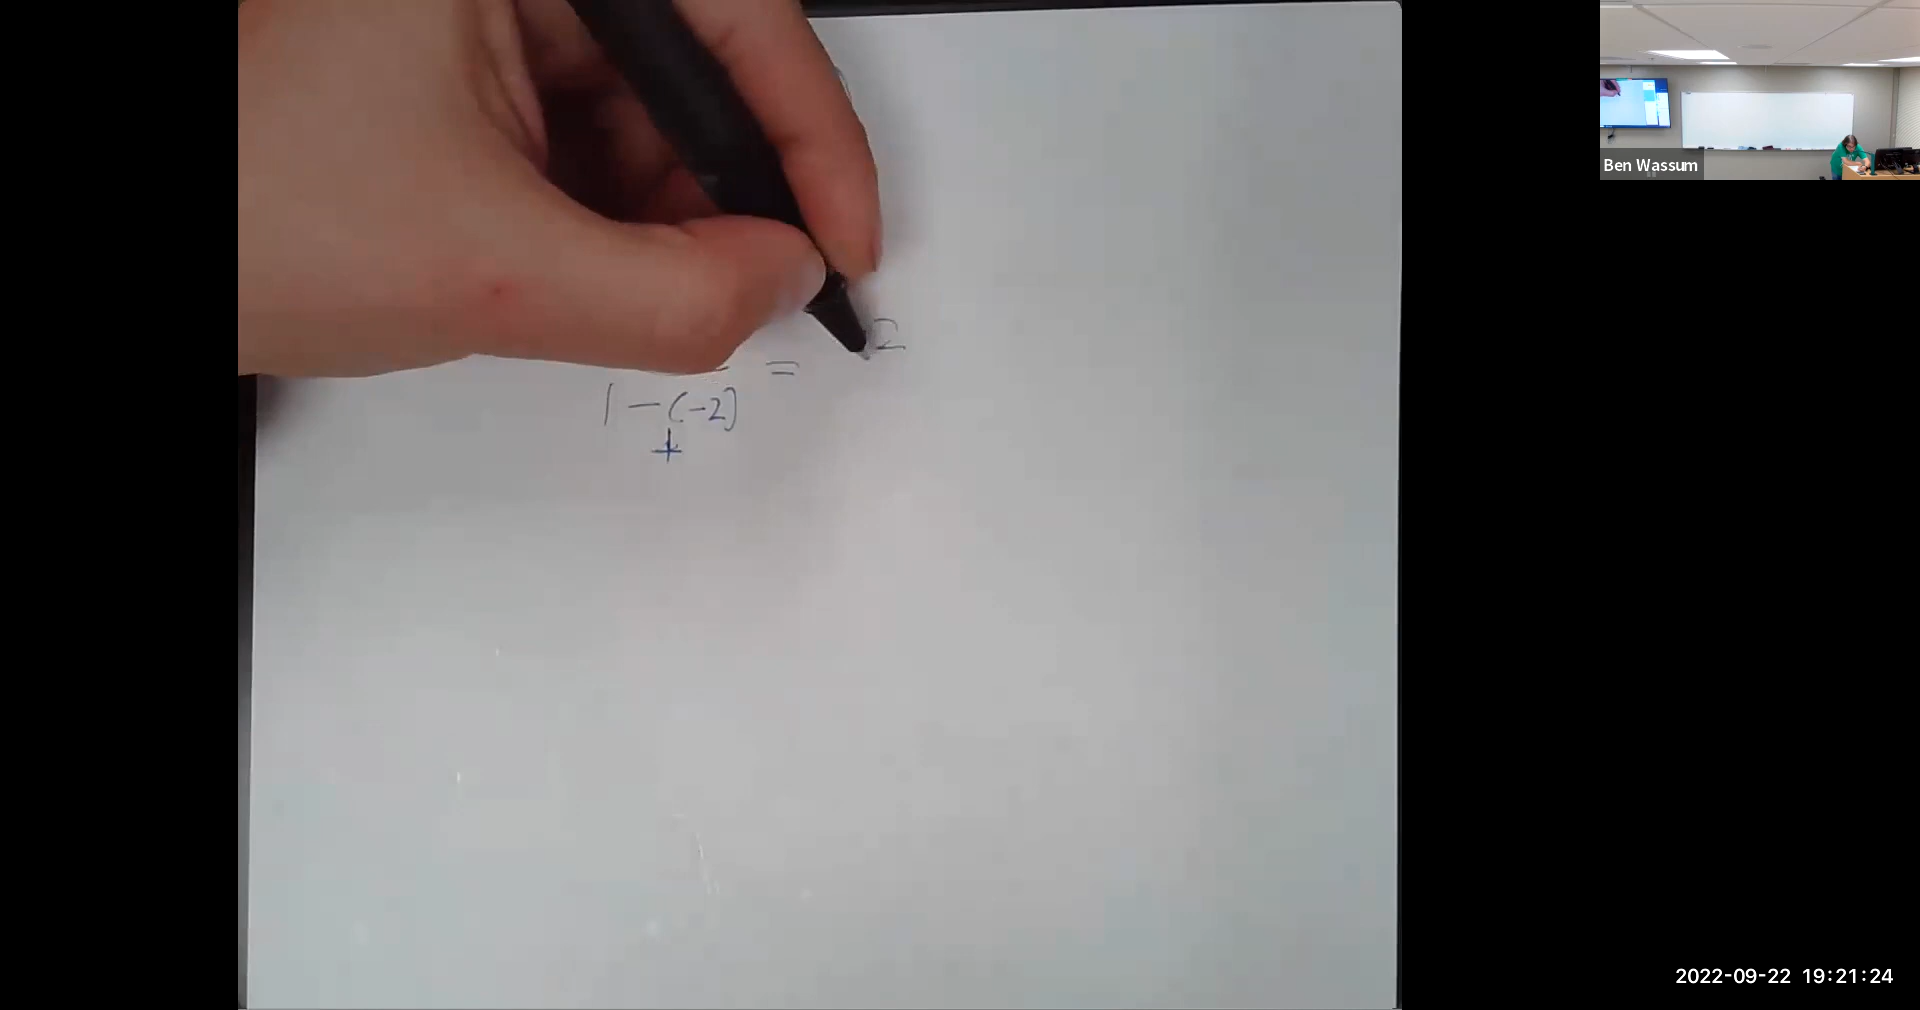 = 2
1 - (-2)
+
Ben Wassum
2022-09-22 19:21:24